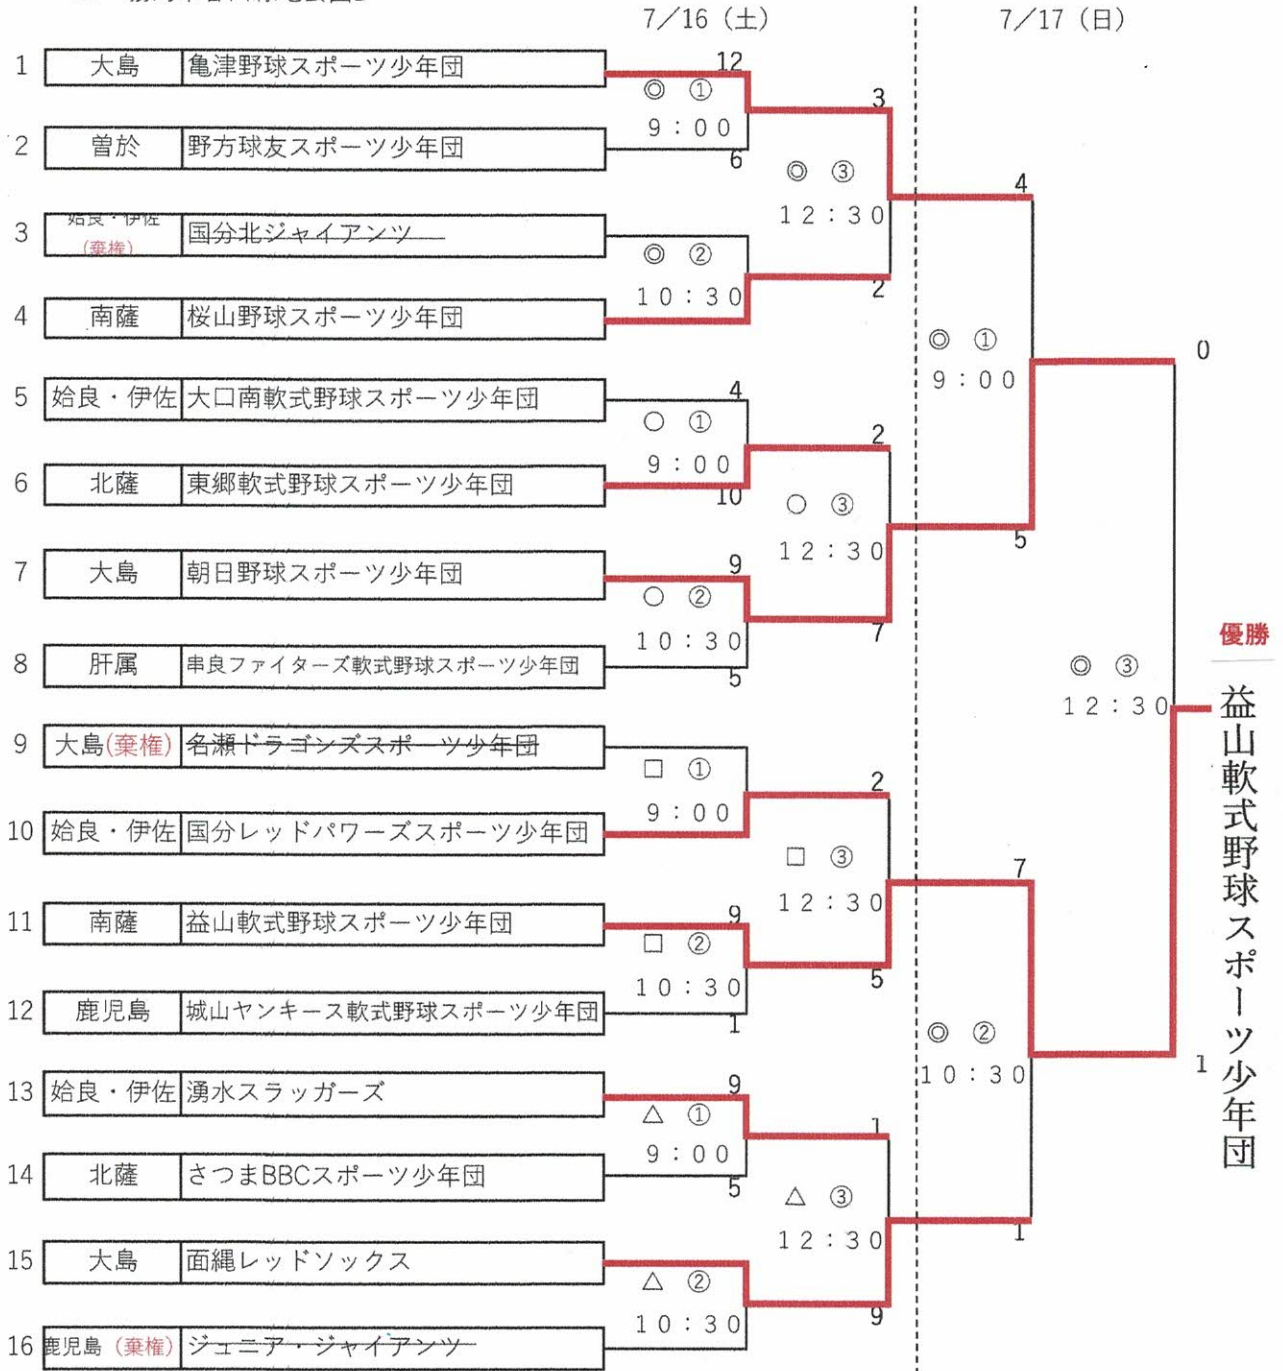 7/16（土）
7/17（日）
1 大島 亀津野球スポーツ少年団
12
◎ ①
9：00
2 曽於 野方球友スポーツ少年団
6
3
◎ ③
12：30
3 姶良・伊佐（棄権） 国分北ジャイアンツ
◎ ②
10：30
4 南薩 桜山野球スポーツ少年団
2
4
5 姶良・伊佐 大口南軟式野球スポーツ少年団
4
○ ①
9：00
6 北薩 東郷軟式野球スポーツ少年団
10
2
○ ③
12：30
7 大島 朝日野球スポーツ少年団
9
○ ②
10：30
8 肝属 串良ファイターズ軟式野球スポーツ少年団
5
7
5
◎ ①
9：00
0
9 大島(棄権) 名瀬ドラゴンズスポーツ少年団
□ ①
9：00
10 姶良・伊佐 国分レッドパワーズスポーツ少年団
2
□ ③
12：30
11 南薩 益山軟式野球スポーツ少年団
9
□ ②
10：30
12 鹿児島 城山ヤンキース軟式野球スポーツ少年団
1
5
7
13 姶良・伊佐 湧水スラッガーズ
9
△ ①
9：00
14 北薩 さつまBBCスポーツ少年団
5
1
△ ③
12：30
15 大島 面縄レッドソックス
△ ②
10：30
16 鹿児島（棄権） ジュニア・ジャイアンツ
9
1
◎ ②
10：30
1
◎ ③
12：30
優勝
益山軟式野球スポーツ少年団